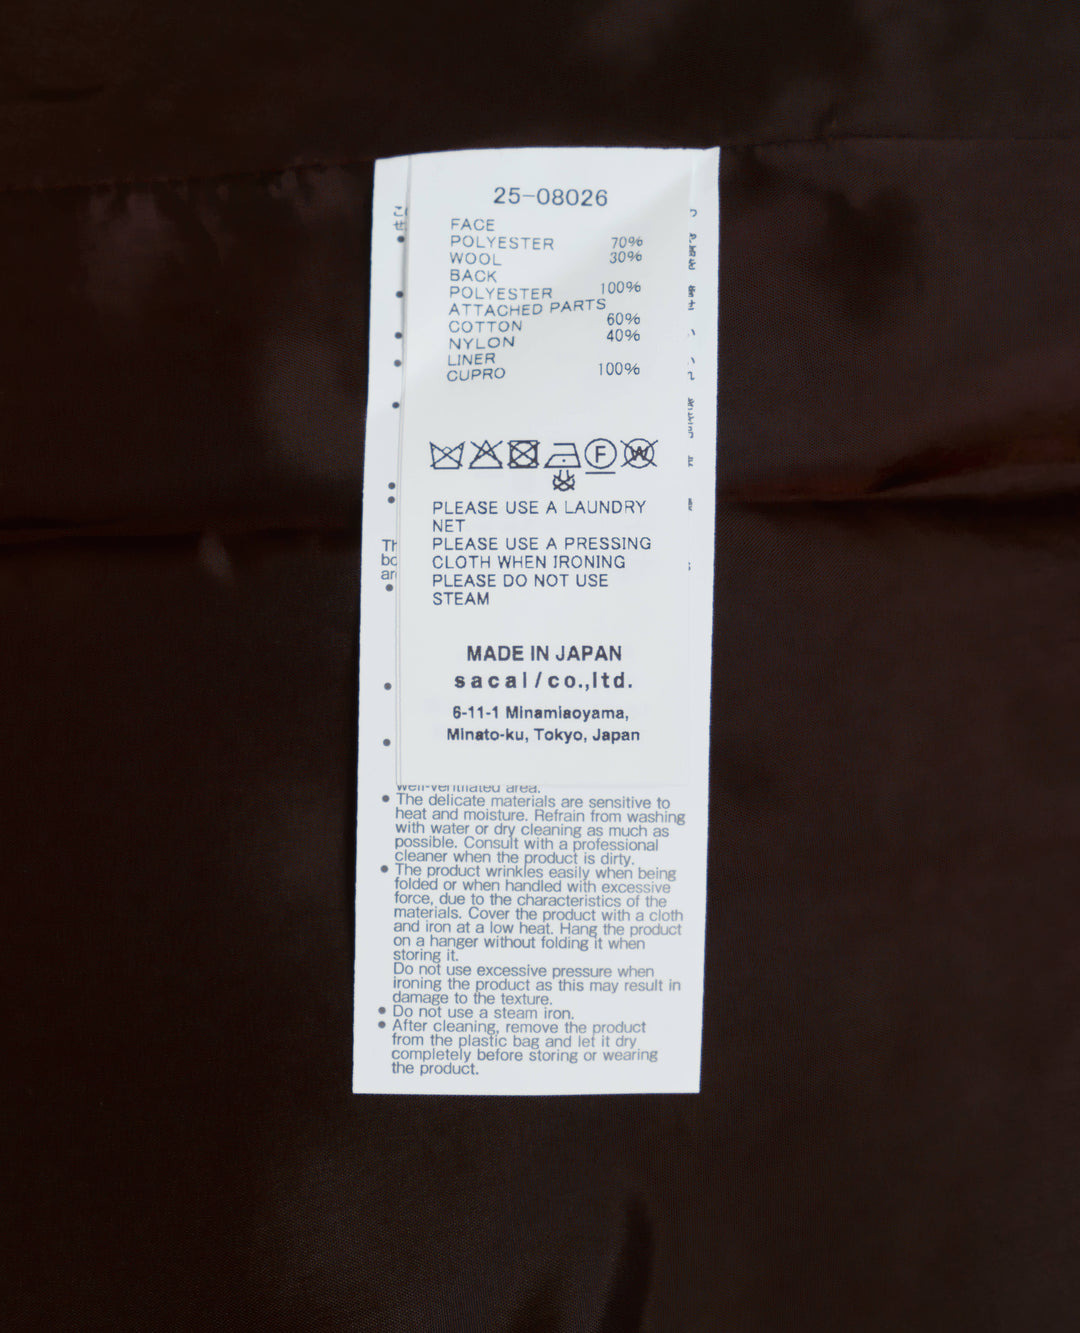 25-08026
FACE
POLYESTER 70%
WOOL 30%
BACK
POLYESTER 100%
ATTACHED PARTS
COTTON 60%
NYLON 40%
LINER
CUPRO 100%
F
W
PLEASE USE A LAUNDRY
NET
PLEASE USE A PRESSING
CLOTH WHEN IRONING
PLEASE DO NOT USE
STEAM
MADE IN JAPAN
sacai/co.,ltd.
6-11-1 Minamiaoyama,
Minato-ku, Tokyo, Japan
well-ventilated area.
● The delicate materials are sensitive to
heat and moisture. Refrain from washing
with water or dry cleaning as much as
possible. Consult with a professional
cleaner when the product is dirty.
● The product wrinkles easily when being
folded or when handled with excessive
force, due to the characteristics of the
materials. Cover the product with a cloth
and iron at a low heat. Hang the product
on a hanger without folding it when
storing it.
Do not use excessive pressure when
ironing the product as this may result in
damage to the texture.
● Do not use a steam iron.
● After cleaning, remove the product
from the plastic bag and let it dry
completely before storing or wearing
the product.